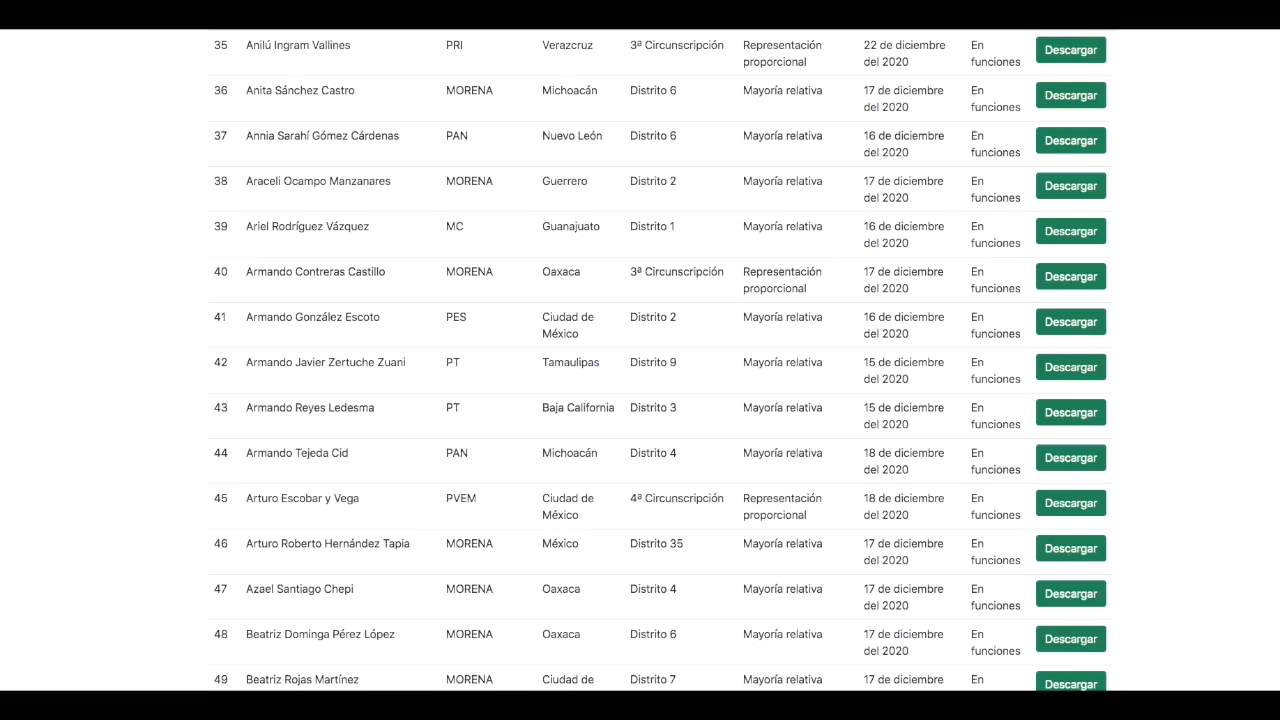 35 Anilú Ingram Vallines PRI Verazcruz 3ª Circunscripción Representación proporcional 22 de diciembre del 2020 En funciones Descargar
36 Anita Sánchez Castro MORENA Michoacán Distrito 6 Mayoría relativa 17 de diciembre del 2020 En funciones Descargar
37 Annia Sarahí Gómez Cárdenas PAN Nuevo León Distrito 6 Mayoría relativa 16 de diciembre del 2020 En funciones Descargar
38 Araceli Ocampo Manzanares MORENA Guerrero Distrito 2 Mayoría relativa 17 de diciembre del 2020 En funciones Descargar
39 Ariel Rodríguez Vázquez MC Guanajuato Distrito 1 Mayoría relativa 16 de diciembre del 2020 En funciones Descargar
40 Armando Contreras Castillo MORENA Oaxaca 3ª Circunscripción Representación proporcional 17 de diciembre del 2020 En funciones Descargar
41 Armando González Escoto PES Ciudad de México Distrito 2 Mayoría relativa 16 de diciembre del 2020 En funciones Descargar
42 Armando Javier Zertuche Zuani PT Tamaulipas Distrito 9 Mayoría relativa 15 de diciembre del 2020 En funciones Descargar
43 Armando Reyes Ledesma PT Baja California Distrito 3 Mayoría relativa 15 de diciembre del 2020 En funciones Descargar
44 Armando Tejeda Cid PAN Michoacán Distrito 4 Mayoría relativa 18 de diciembre del 2020 En funciones Descargar
45 Arturo Escobar y Vega PVEM Ciudad de México 4ª Circunscripción Representación proporcional 18 de diciembre del 2020 En funciones Descargar
46 Arturo Roberto Hernández Tapia MORENA México Distrito 35 Mayoría relativa 17 de diciembre del 2020 En funciones Descargar
47 Azael Santiago Chepi MORENA Oaxaca Distrito 4 Mayoría relativa 17 de diciembre del 2020 En funciones Descargar
48 Beatriz Dominga Pérez López MORENA Oaxaca Distrito 6 Mayoría relativa 17 de diciembre del 2020 En funciones Descargar
49 Beatriz Rojas Martínez MORENA Ciudad de Distrito 7 Mayoría relativa 17 de diciembre En Descargar